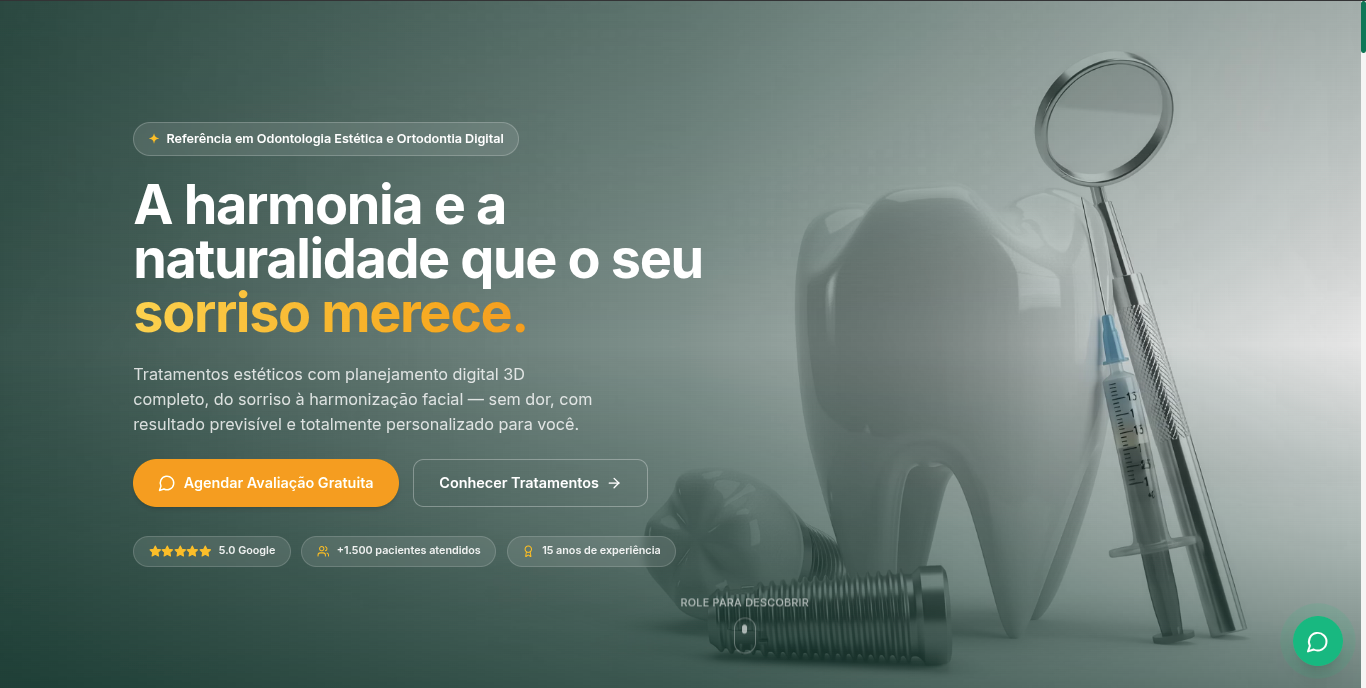 Referência em Odontologia Estética e Ortodontia Digital
A harmonia e a
naturalidade que o seu
sorriso merece.
Tratamentos estéticos com planejamento digital 3D
completo, do sorriso à harmonização facial — sem dor, com
resultado previsível e totalmente personalizado para você.
Agendar Avaliação Gratuita
Conhecer Tratamentos →
5.0 Google
+1.500 pacientes atendidos
15 anos de experiência
ROLE PARA DESCOBRIR